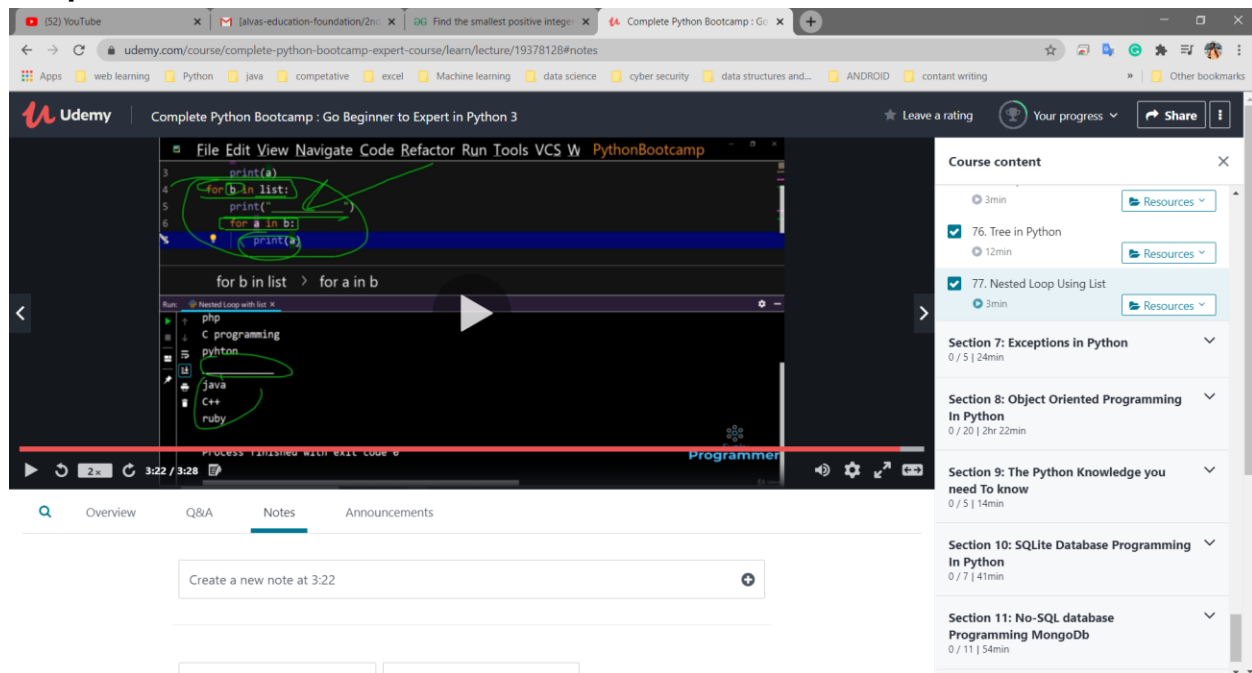 (52) YouTube
[alvas-education-foundation/2nd
Find the smallest positive intege
Complete Python Bootcamp : Go
udemy.com/course/complete-python-bootcamp-expert-course/learn/lecture/19378128#notes
Apps web learning Python java competative excel Machine learning data science cyber security data structures and... ANDROID contant writing » Other bookmarks
Udemy Complete Python Bootcamp : Go Beginner to Expert in Python 3 Leave a rating Your progress Share
File Edit View Navigate Code Refactor Run Tools VCS W PythonBootcamp
3 print(a)
4 for b in list:
5 print("____________")
6 for a in b:
print(a)
for b in list > for a in b
Run: Nested Loop with list ×
php
C programming
pyhton
____________
java
C++
ruby
Process finished with exit code 0
Programmer
2x 3:22 / 3:28
Overview Q&A Notes Announcements
Create a new note at 3:22
Course content
3min
Resources
76. Tree in Python
12min
Resources
77. Nested Loop Using List
3min
Resources
Section 7: Exceptions in Python
0 / 5 | 24min
Section 8: Object Oriented Programming
In Python
0 / 20 | 2hr 22min
Section 9: The Python Knowledge you
need To know
0 / 5 | 14min
Section 10: SQLite Database Programming
In Python
0 / 7 | 41min
Section 11: No-SQL database
Programming MongoDb
0 / 11 | 54min